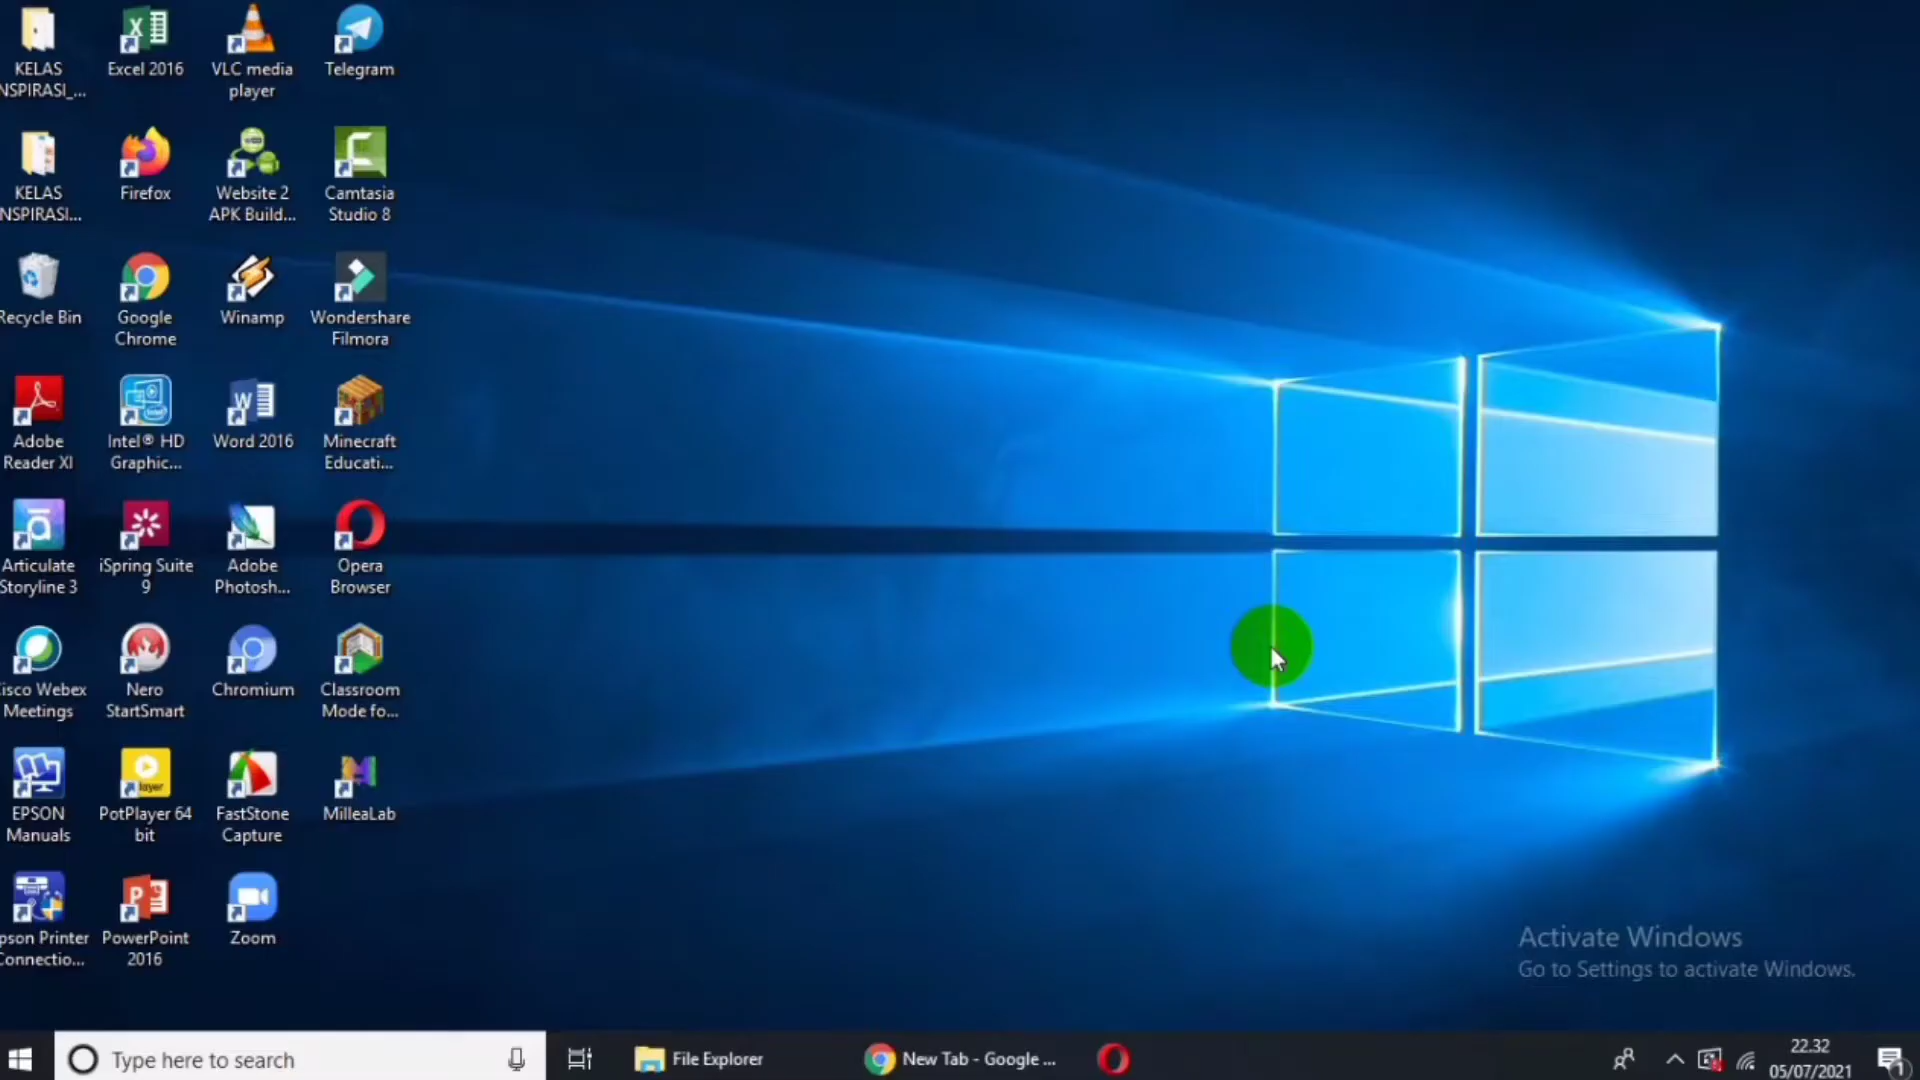 KELAS
NSPIRASI_...
Excel 2016
VLC media
player
Telegram
KELAS
NSPIRASI...
Firefox
Website 2
APK Build...
Camtasia
Studio 8
Recycle Bin
Google
Chrome
Winamp
Wondershare
Filmora
Adobe
Reader XI
Intel® HD
Graphic...
Word 2016
Minecraft
Educati...
Articulate
Storyline 3
iSpring Suite
9
Adobe
Photosh...
Opera
Browser
isco Webex
Meetings
Nero
StartSmart
Chromium
Classroom
Mode fo...
EPSON
Manuals
PotPlayer 64
bit
FastStone
Capture
MilleaLab
pson Printer
Connectio...
PowerPoint
2016
Zoom
Activate Windows
Go to Settings to activate Windows.
Type here to search
File Explorer
New Tab - Google ...
22.32
05/07/2021
1